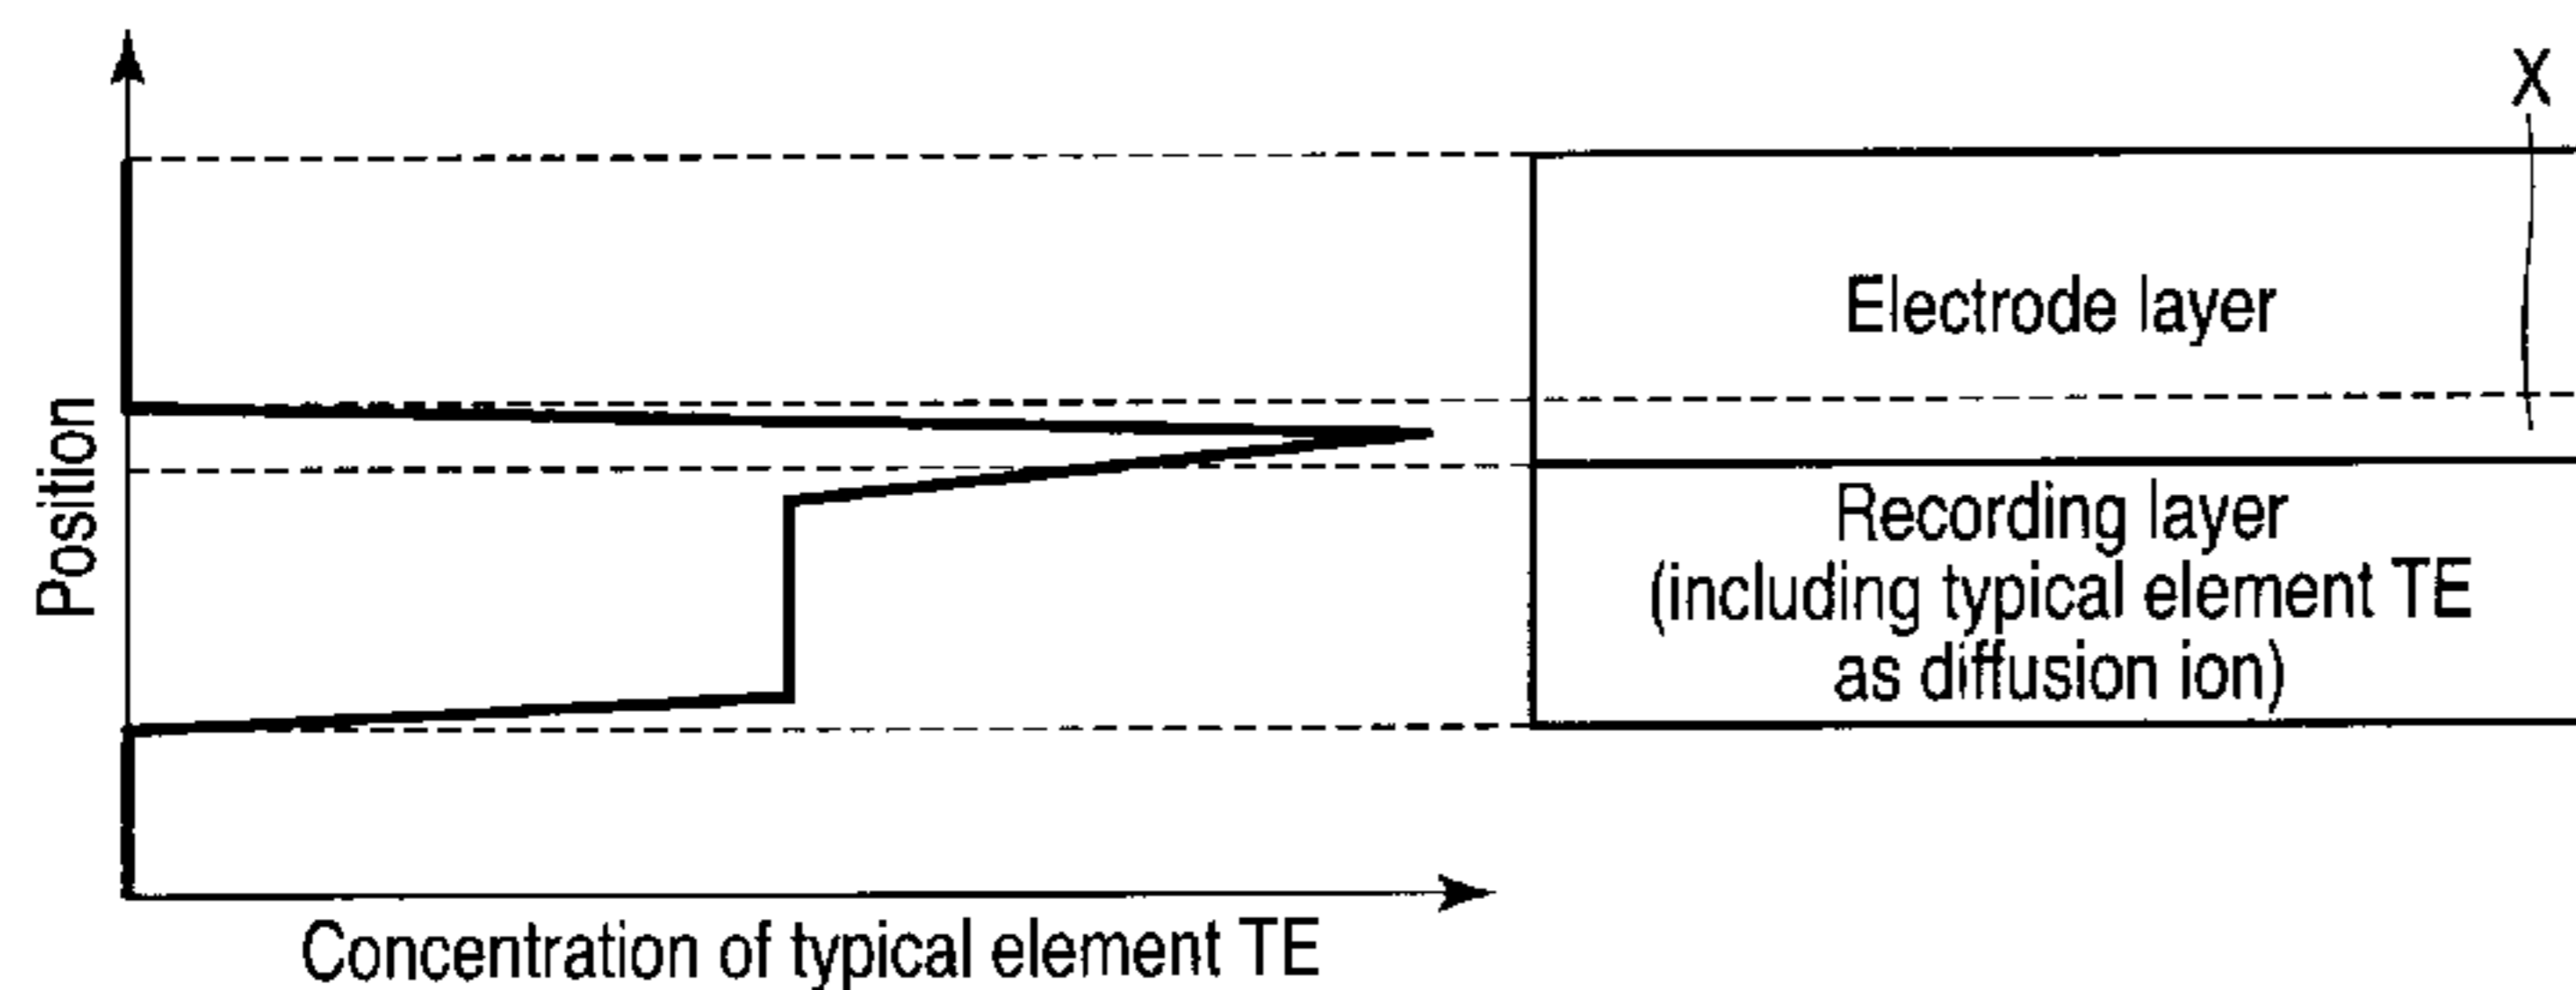 X
Electrode layer
Recording layer
(including typical element TE
as diffusion ion)
Position
Concentration of typical element TE